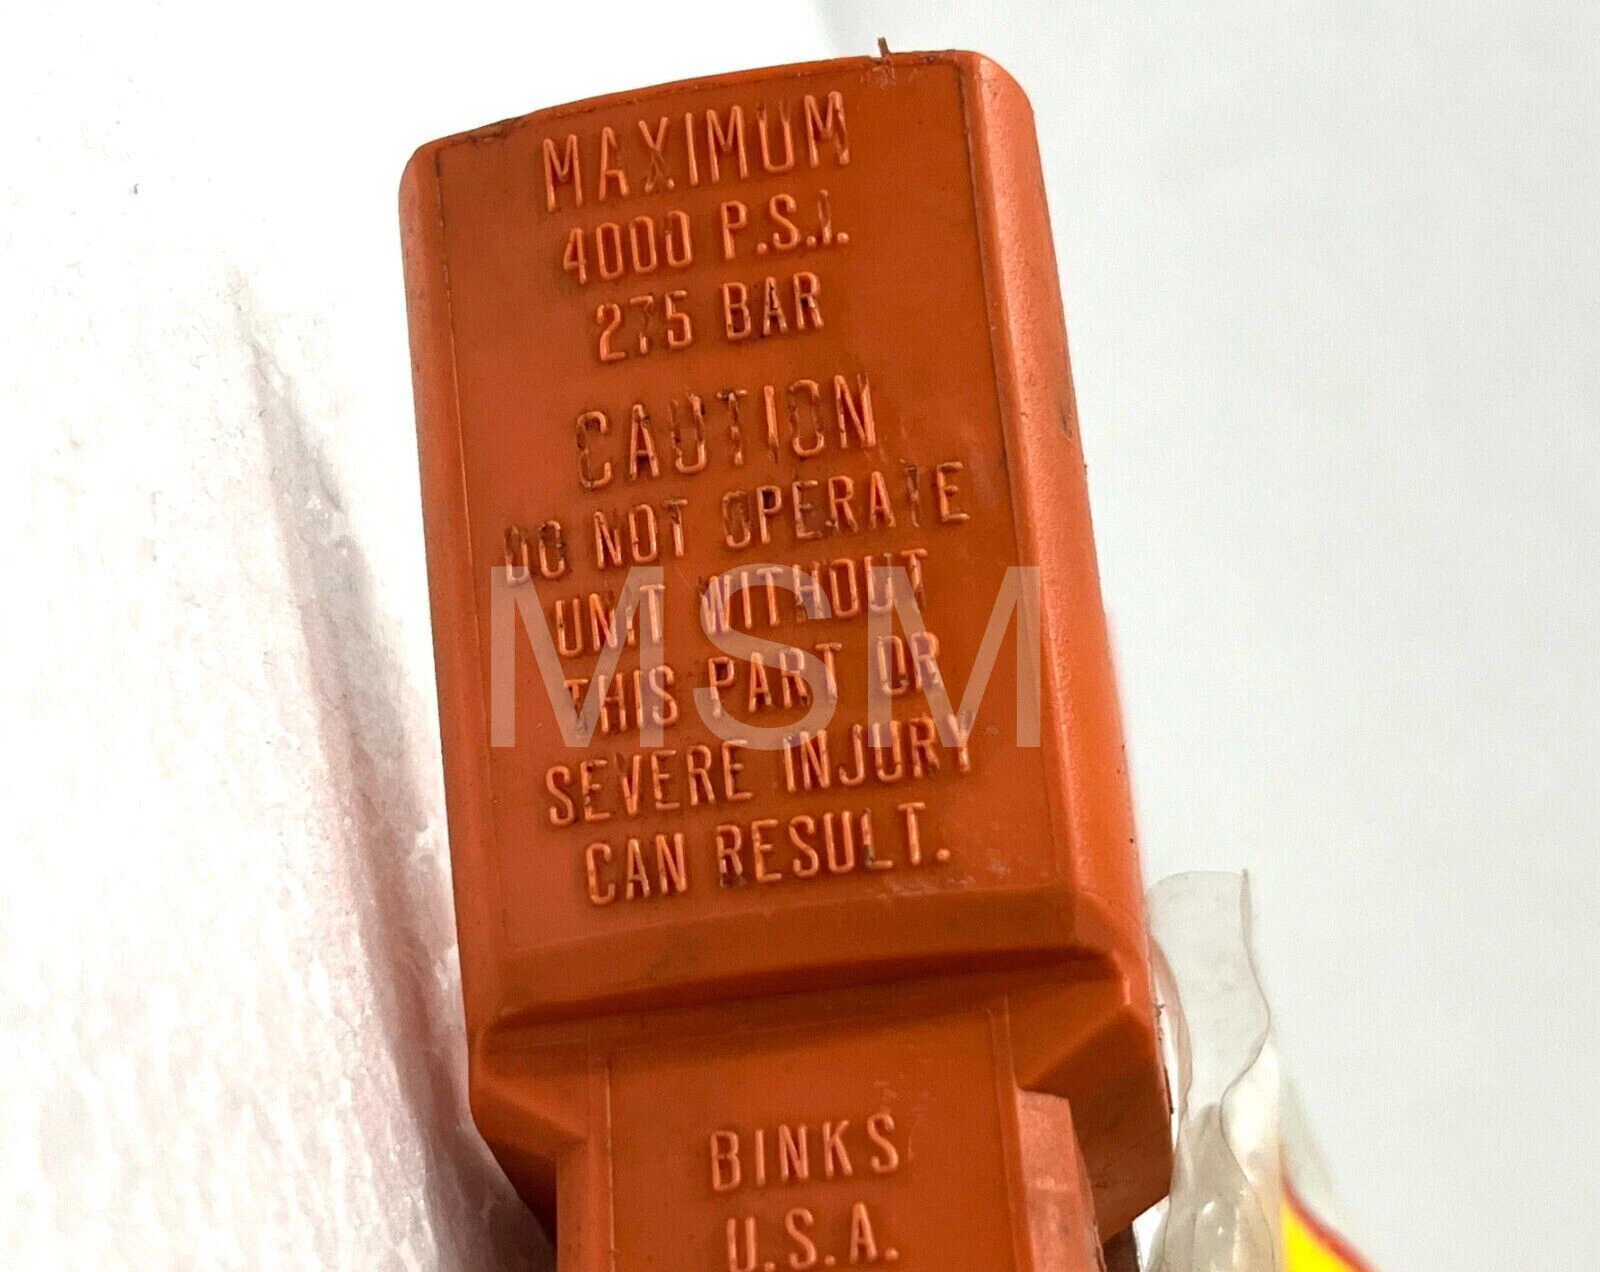 MAXIMUM
4000 P.S.I.
275 BAR
CAUTION
DO NOT OPERATE
UNIT WITHOUT
THIS PART OR
SEVERE INJURY
CAN RESULT.
MSM
BINKS
U.S.A.